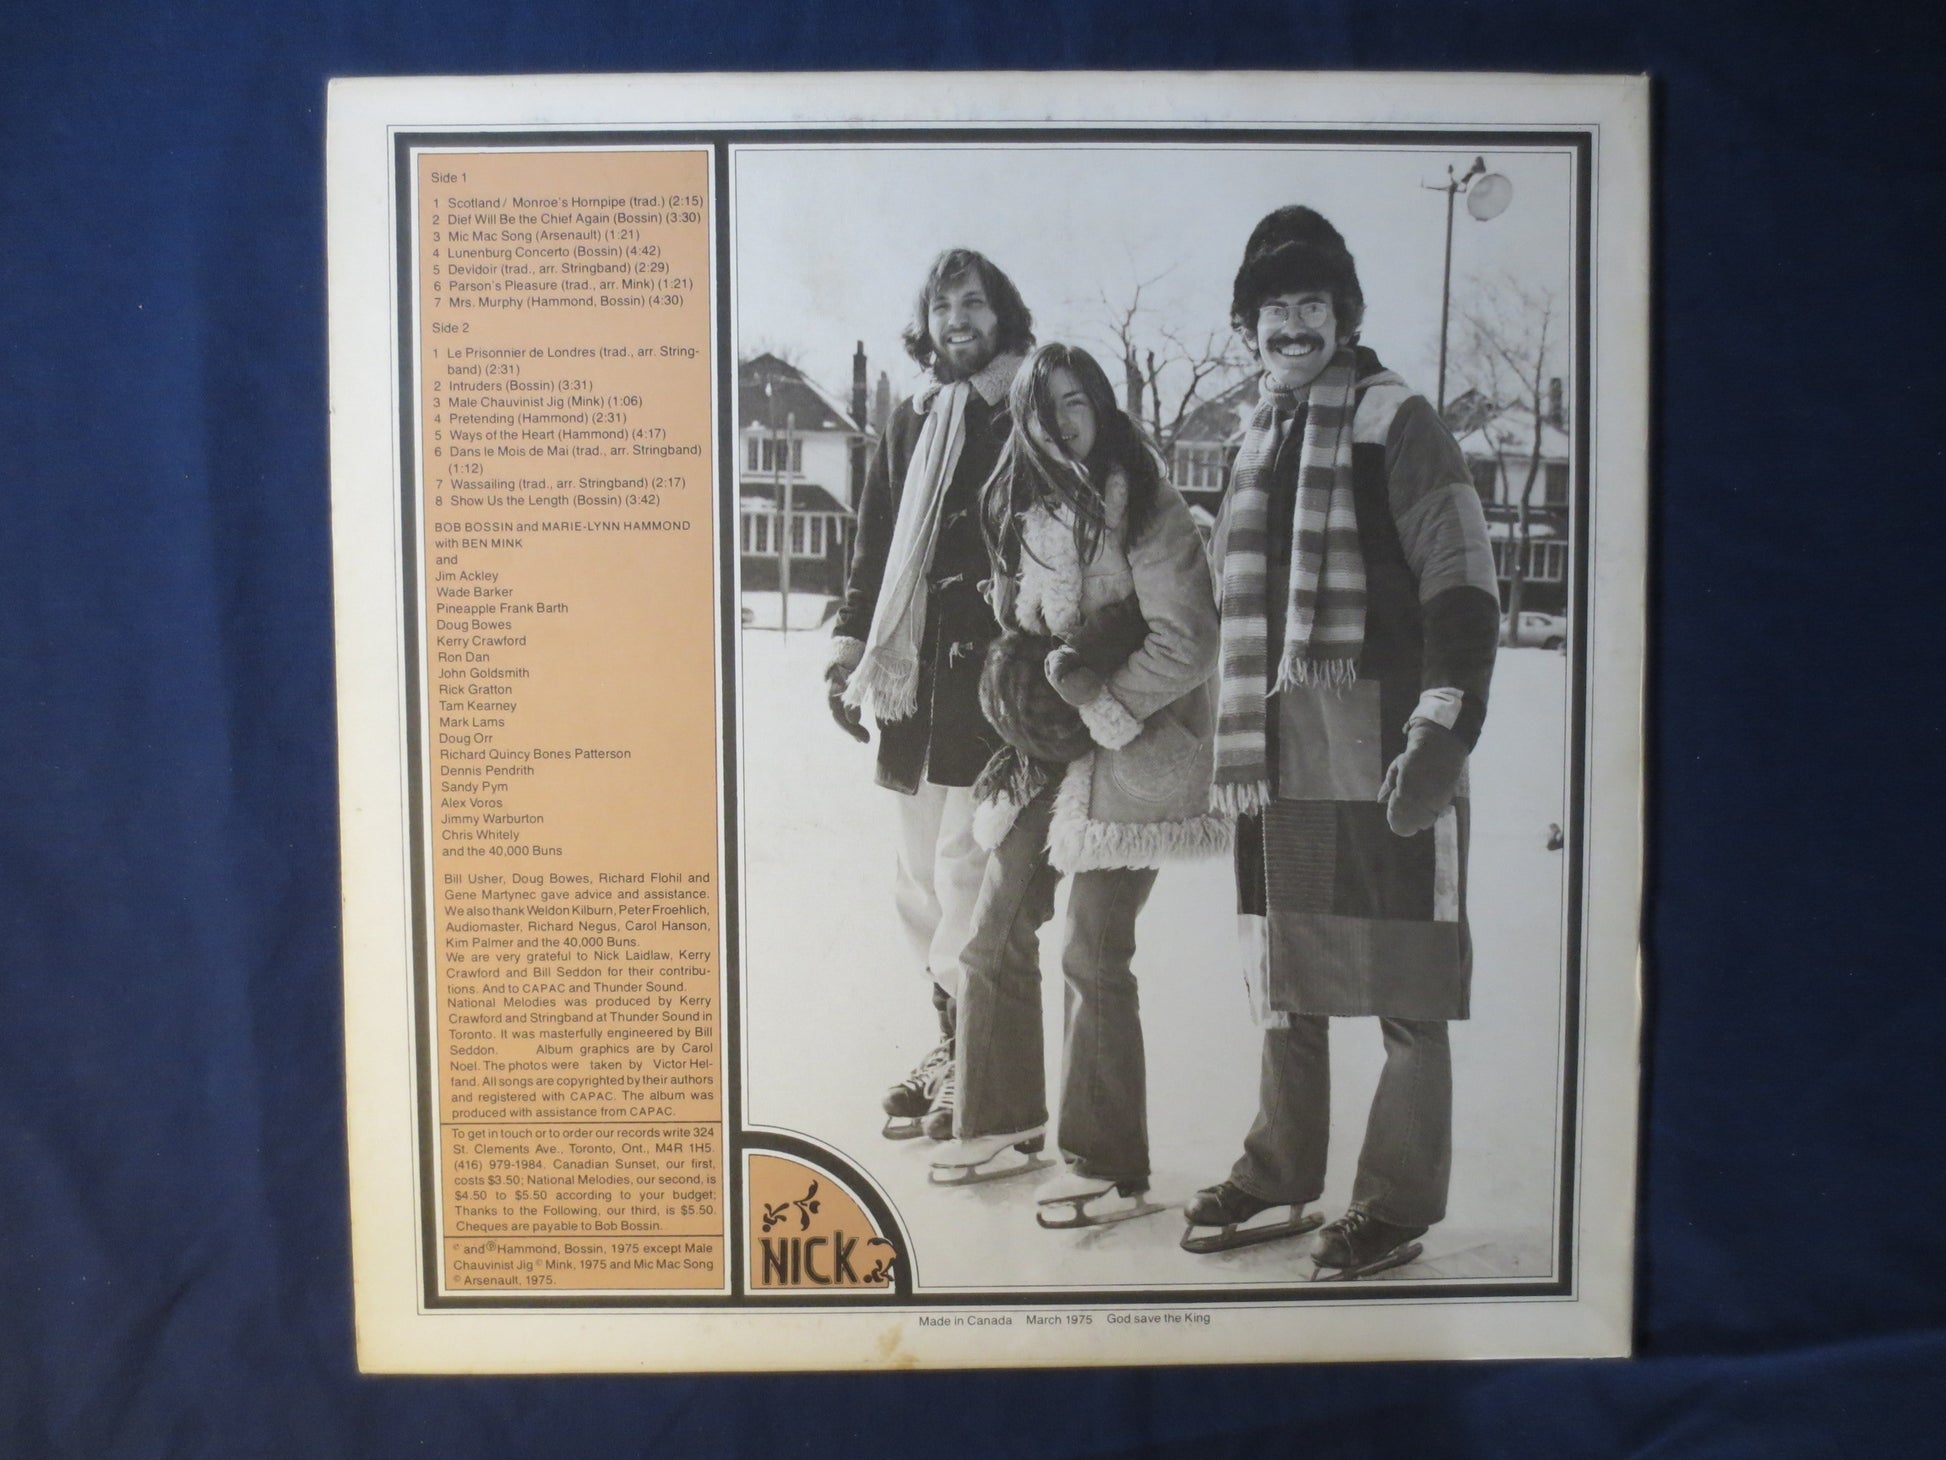 Side 1
1 Scotland / Monroe's Hornpipe (trad.) (2:15)
2 Dief Will Be the Chief Again (Bossin) (3:30)
3 Mic Mac Song (Arsenault) (1:21)
4 Lunenburg Concerto (Bossin) (4:42)
5 Devidoir (trad., arr. Stringband) (2:29)
6 Parson's Pleasure (trad., arr. Mink) (1:21)
7 Mrs. Murphy (Hammond, Bossin) (4:30)
Side 2
1 Le Prisonnier de Londres (trad., arr. String-
band) (2:31)
2 Intruders (Bossin) (3:31)
3 Male Chauvinist Jig (Mink) (1:06)
4 Pretending (Hammond) (2:31)
5 Ways of the Heart (Hammond) (4:17)
6 Dans le Mois de Mai (trad., arr. Stringband)
(1:12)
7 Wassailing (trad., arr. Stringband) (2:17)
8 Show Us the Length (Bossin) (3:42)
BOB BOSSIN and MARIE-LYNN HAMMOND
with BEN MINK
and
Jim Ackley
Wade Barker
Pineapple Frank Barth
Doug Bowes
Kerry Crawford
Ron Dan
John Goldsmith
Rick Gratton
Tam Kearney
Mark Lams
Doug Orr
Richard Quincy Bones Patterson
Dennis Pendrith
Sandy Pym
Alex Voros
Jimmy Warburton
Chris Whitely
and the 40,000 Buns
Bill Usher, Doug Bowes, Richard Flohil and
Gene Martynec gave advice and assistance.
We also thank Weldon Kilburn, Peter Froehlich,
Audiomaster, Richard Negus, Carol Hanson,
Kim Palmer and the 40,000 Buns.
We are very grateful to Nick Laidlaw, Kerry
Crawford and Bill Seddon for their contribu-
tions. And to CAPAC and Thunder Sound.
National Melodies was produced by Kerry
Crawford and Stringband at Thunder Sound in
Toronto. It was masterfully engineered by Bill
Seddon. Album graphics are by Carol
Noel. The photos were taken by Victor Hel-
fand. All songs are copyrighted by their authors
and registered with CAPAC. The album was
produced with assistance from CAPAC.
To get in touch or to order our records write 324
St. Clements Ave., Toronto, Ont., M4R 1H5.
(416) 979-1984. Canadian Sunset, our first,
costs $3.50; National Melodies, our second, is
$4.50 to $5.50 according to your budget;
Thanks to the Following, our third, is $5.50.
Cheques are payable to Bob Bossin.
© and ℗ Hammond, Bossin, 1975 except Male
Chauvinist Jig © Mink, 1975 and Mic Mac Song
© Arsenault, 1975.
NICK
Made in Canada March 1975 God save the King